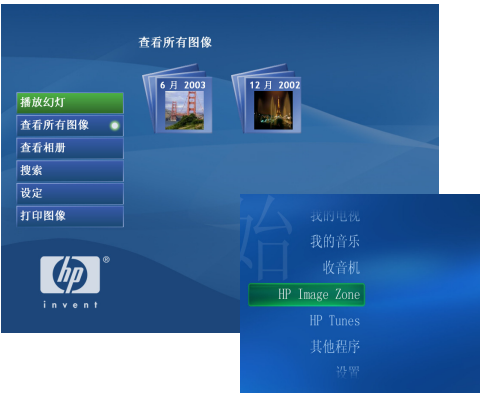 查看所有图像
6 月 2003
12 月 2002
播放幻灯
查看所有图像
查看相册
搜索
设定
打印图像
hp
®
invent
始
我的电视
我的音乐
收音机
HP Image Zone
HP Tunes
其他程序
设置